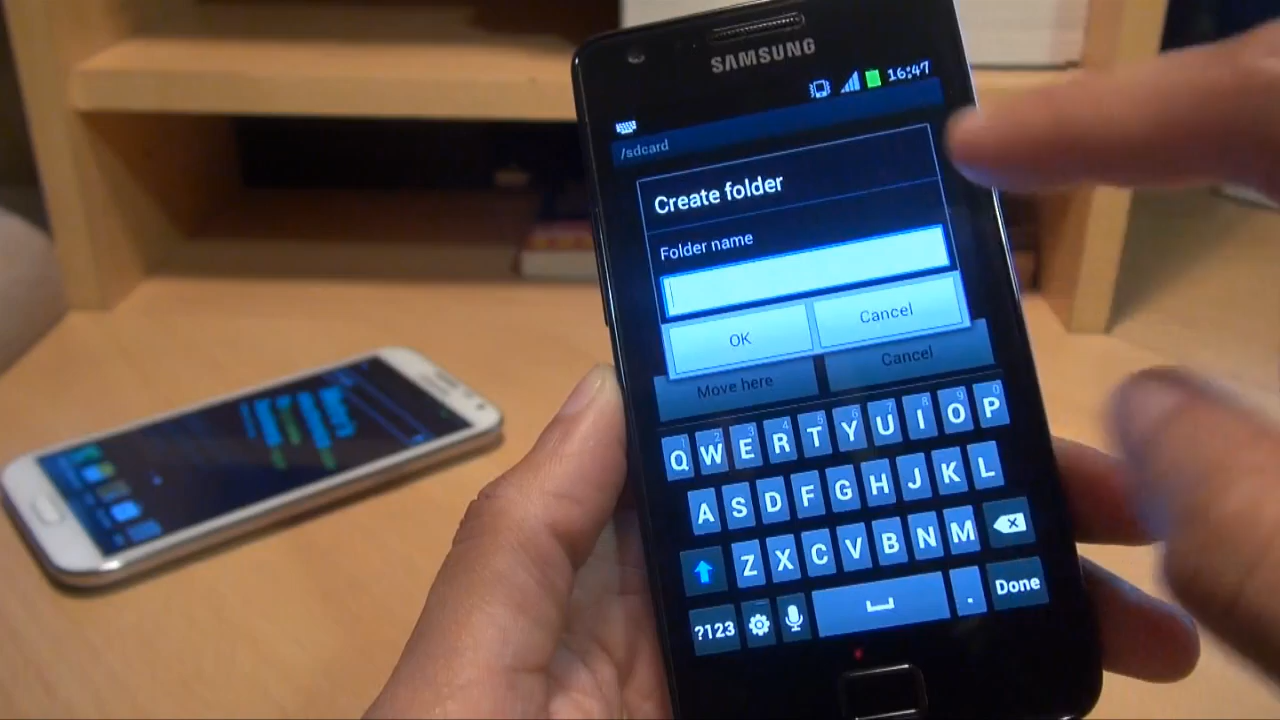 SAMSUNG
16:47
/sdcard
Create folder
Folder name
OK
Cancel
Move here
Cancel
1 2 3 4 5 6 7 8 9 0
Q W E R T Y U I O P
A S D F G H J K L
Z X C V B N M
?123
.
Done